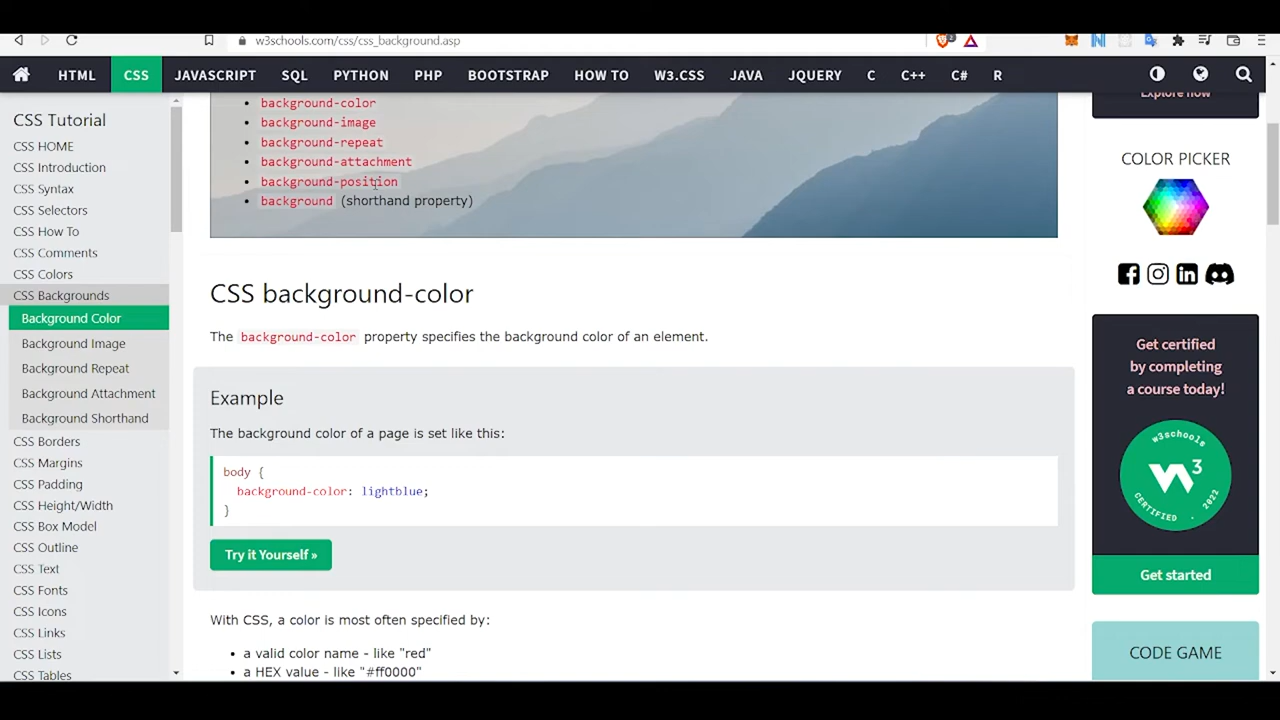 w3schools.com/css/css_background.asp
2
HTML
CSS
JAVASCRIPT
SQL
PYTHON
PHP
BOOTSTRAP
HOW TO
W3.CSS
JAVA
JQUERY
C
C++
C#
R
CSS Tutorial
CSS HOME
CSS Introduction
CSS Syntax
CSS Selectors
CSS How To
CSS Comments
CSS Colors
CSS Backgrounds
Background Color
Background Image
Background Repeat
Background Attachment
Background Shorthand
CSS Borders
CSS Margins
CSS Padding
CSS Height/Width
CSS Box Model
CSS Outline
CSS Text
CSS Fonts
CSS Icons
CSS Links
CSS Lists
CSS Tables
background-color
background-image
background-repeat
background-attachment
background-position
background (shorthand property)
CSS background-color
The background-color property specifies the background color of an element.
Example
The background color of a page is set like this:
body {
background-color: lightblue;
}
Try it Yourself »
With CSS, a color is most often specified by:
a valid color name - like "red"
a HEX value - like "#ff0000"
Explore now
COLOR PICKER
Get certified
by completing
a course today!
w3schools
W3
CERTIFIED . 2022
Get started
CODE GAME